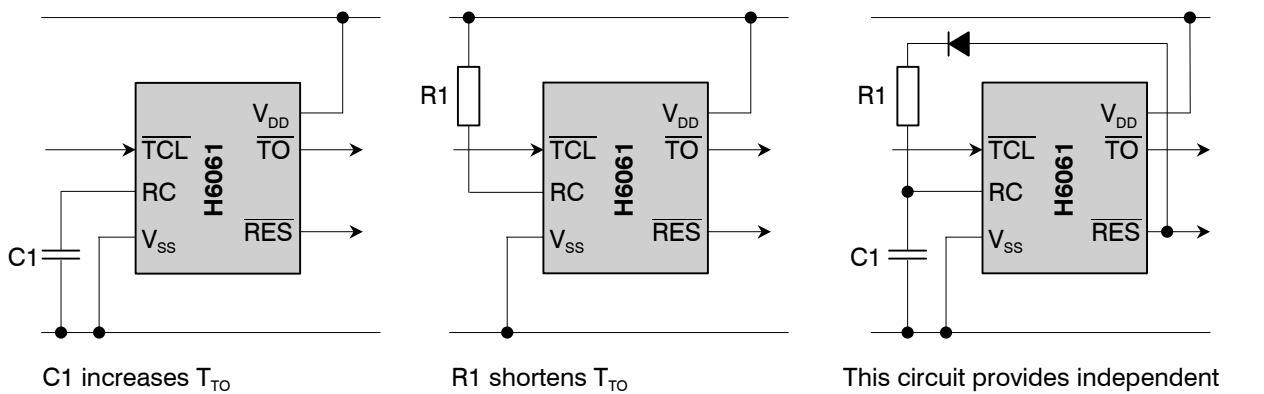 V_DD
TCL
TO
RC
V_SS
RES
H6061
C1
C1 increases T_TO
R1
V_DD
TCL
TO
RC
V_SS
RES
H6061
R1 shortens T_TO
R1
V_DD
TCL
TO
RC
V_SS
RES
H6061
C1
This circuit provides independent